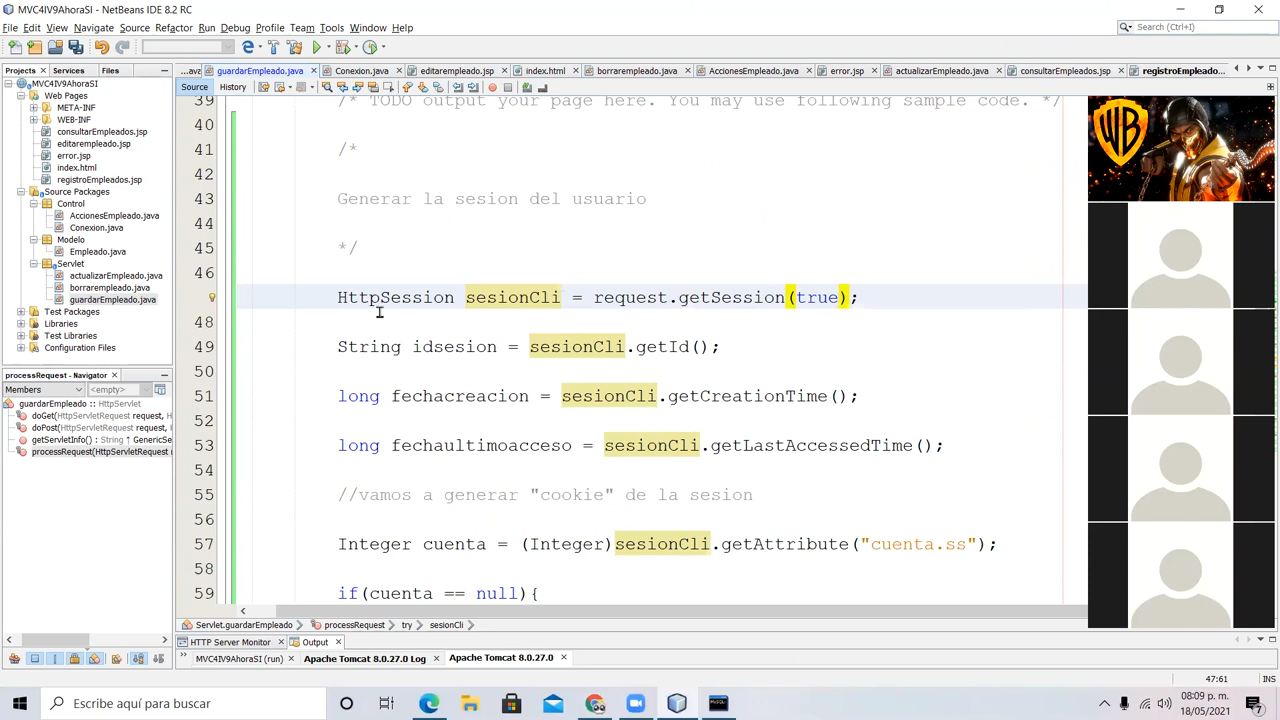 MVC4IV9AhoraSI - NetBeans IDE 8.2 RC
File Edit View Navigate Source Refactor Run Debug Profile Team Tools Window Help
Search (Ctrl+I)
Projects Services Files
...ava guardarEmpleado.java Conexion.java editarempleado.jsp index.html borrarempleado.java error.jsp registroEmpleado...
Source History
MVC4IV9AhoraSI
Web Pages
META-INF
WEB-INF
consultarEmpleados.jsp
editarempleado.jsp
error.jsp
index.html
registroEmpleados.jsp
Source Packages
Control
AccionesEmpleado.java
Conexion.java
Modelo
Empleado.java
Servlet
actualizarEmpleado.java
borrarempleado.java
guardarEmpleado.java
Test Packages
Libraries
Test Libraries
Configuration Files
processRequest - Navigator
Members <empty>
guardarEmpleado :: HttpServlet
doGet(HttpServletRequest request,
doPost(HttpServletRequest request,
getServletInfo() : String ↑ GenericSe
processRequest(HttpServletRequest
39 /* TODO output your page here. You may use following sample code. */
40
41 /*
42
43 Generar la sesion del usuario
44
45 */
46
HttpSession sesionCli = request.getSession(true);
48
49 String idsesion = sesionCli.getId();
50
51 long fechacreacion = sesionCli.getCreationTime();
52
53 long fechaultimoacceso = sesionCli.getLastAccessedTime();
54
55 //vamos a generar "cookie" de la sesion
56
57 Integer cuenta = (Integer)sesionCli.getAttribute("cuenta.ss");
58
59 if(cuenta == null){
WB
Servlet.guardarEmpleado processRequest try sesionCli
HTTP Server Monitor Output
MVC4IV9AhoraSI (run) Apache Tomcat 8.0.27.0 Log Apache Tomcat 8.0.27.0
47:61 INS
Escribe aquí para buscar
08:09 p. m.
18/05/2021
7